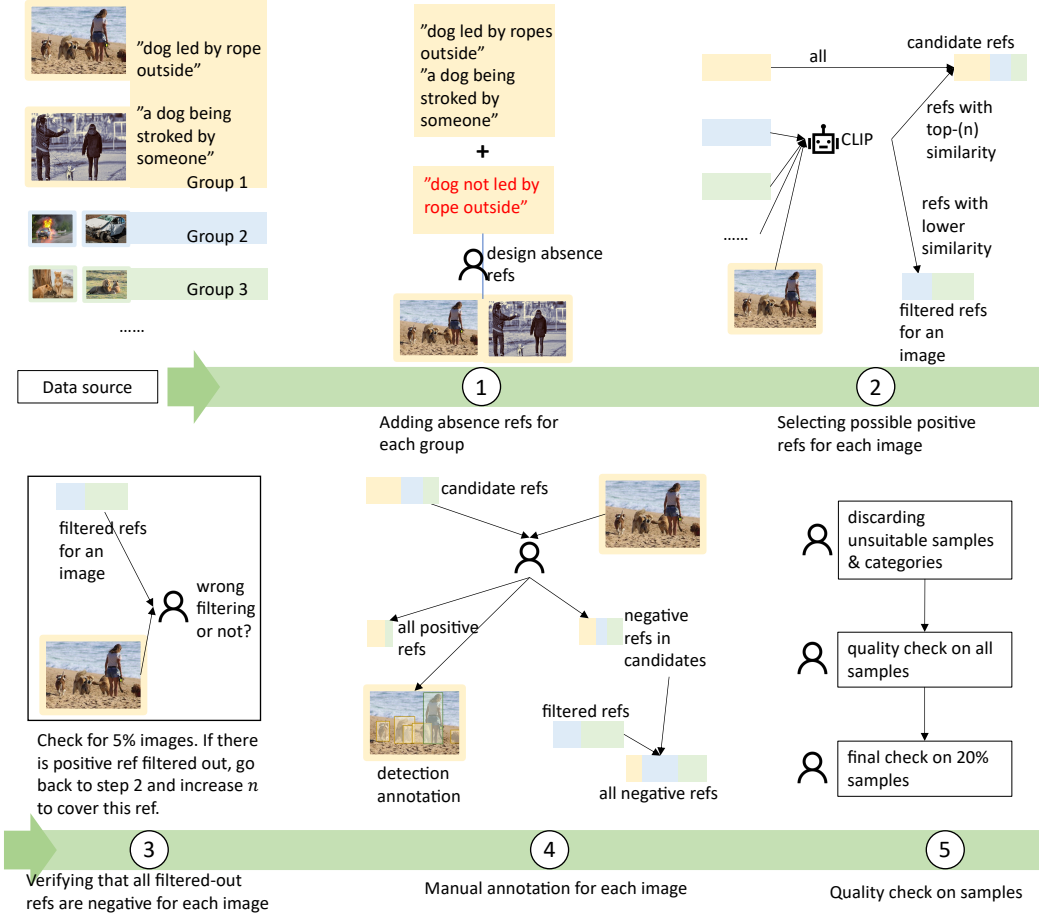 ”dog led by rope
outside”
”a dog being
stroked by
someone”
Group 1
Group 2
Group 3
……
Data source
”dog led by ropes
outside”
”a dog being
stroked by
someone”
+
”dog not led by
rope outside”
design absence
refs
1
Adding absence refs for
each group
all
candidate refs
CLIP
refs with
top-(n)
similarity
……
refs with
lower
similarity
filtered refs
for an
image
2
Selecting possible positive
refs for each image
filtered refs
for an
image
wrong
filtering
or not?
Check for 5% images. If there
is positive ref filtered out, go
back to step 2 and increase n
to cover this ref.
3
Verifying that all filtered-out
refs are negative for each image
candidate refs
all positive
refs
negative
refs in
candidates
filtered refs
detection
annotation
all negative refs
4
Manual annotation for each image
discarding
unsuitable samples
& categories
quality check on all
samples
final check on 20%
samples
5
Quality check on samples